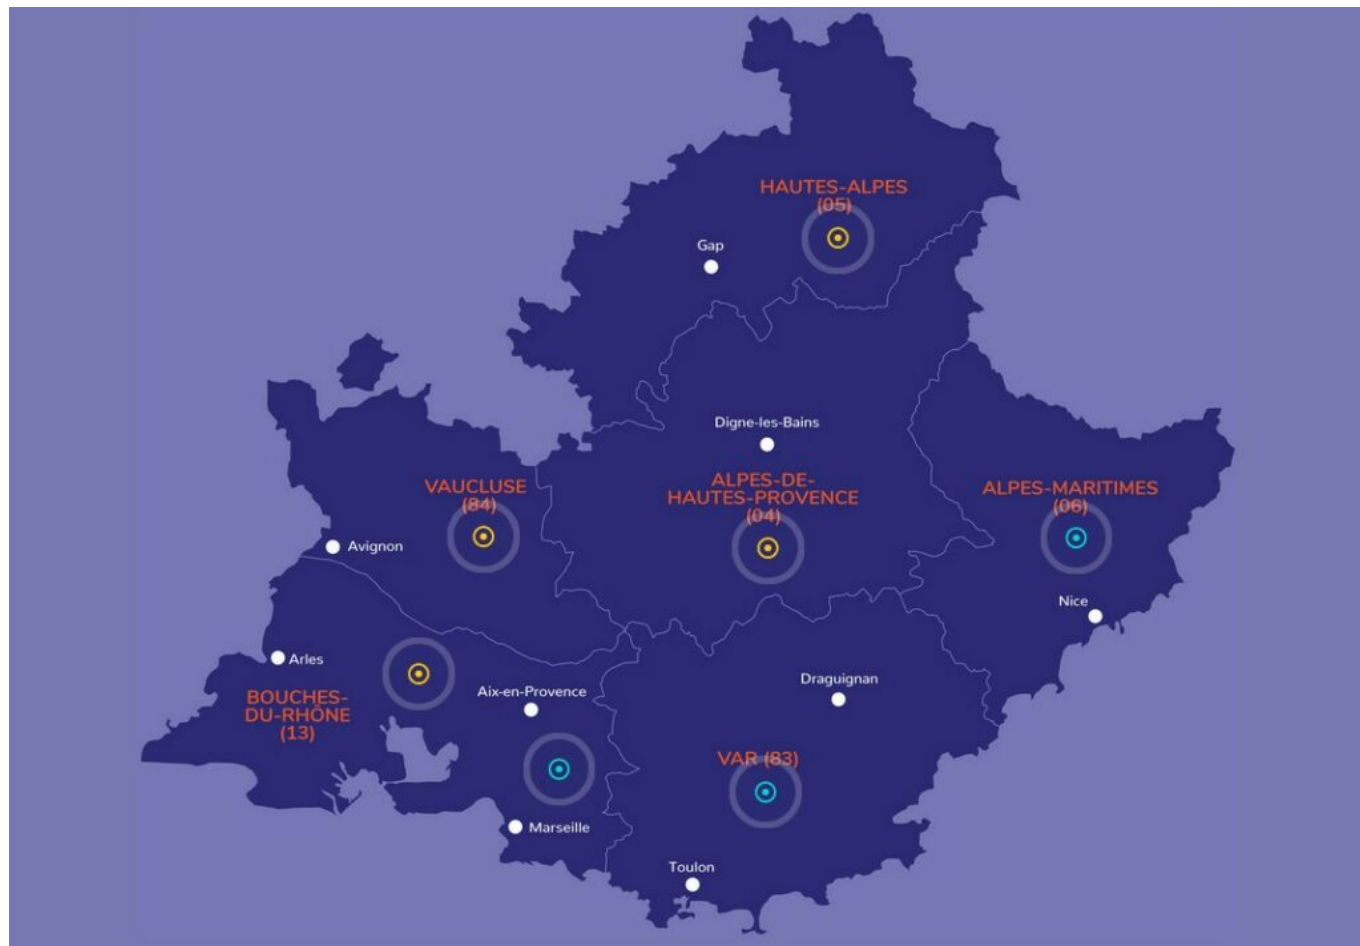 HAUTES-ALPES
(05)
Gap
Digne-les-Bains
ALPES-DE-
HAUTES-PROVENCE
(04)
VAUCLUSE
(84)
ALPES-MARITIMES
(06)
Avignon
Nice
Arles
Aix-en-Provence
Draguignan
BOUCHES-
DU-RHÔNE
(13)
VAR (83)
Marseille
Toulon